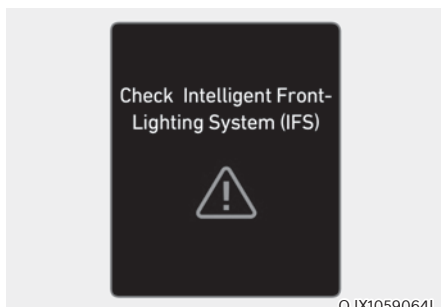 Check Intelligent Front-
Lighting System (IFS)
OJX1059064L